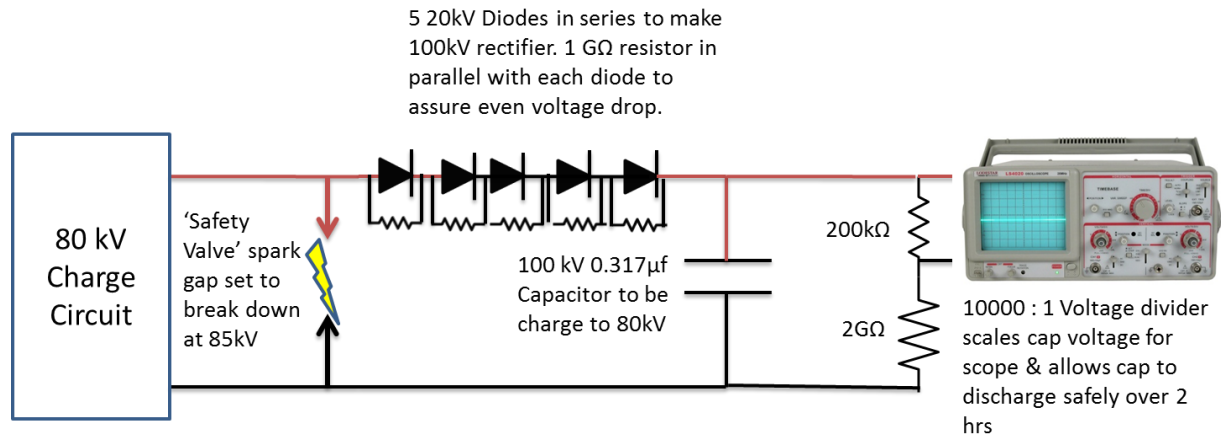 5 20kV Diodes in series to make
100kV rectifier. 1 GΩ resistor in
parallel with each diode to
assure even voltage drop.
80 kV
Charge
Circuit
‘Safety
Valve’ spark
gap set to
break down
at 85kV
100 kV 0.317µf
Capacitor to be
charge to 80kV
200kΩ
2GΩ
10000 : 1 Voltage divider
scales cap voltage for
scope & allows cap to
discharge safely over 2
hrs